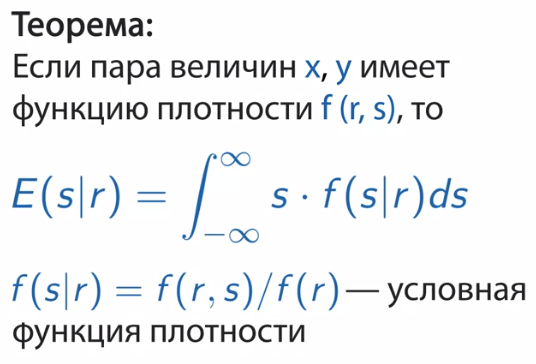 Теорема:
Если пара величин x, y имеет
функцию плотности f (r, s), то
E(s|r) = ∫_{−∞}^{∞} s · f(s|r)ds
f(s|r) = f(r, s)/f(r) — условная
функция плотности